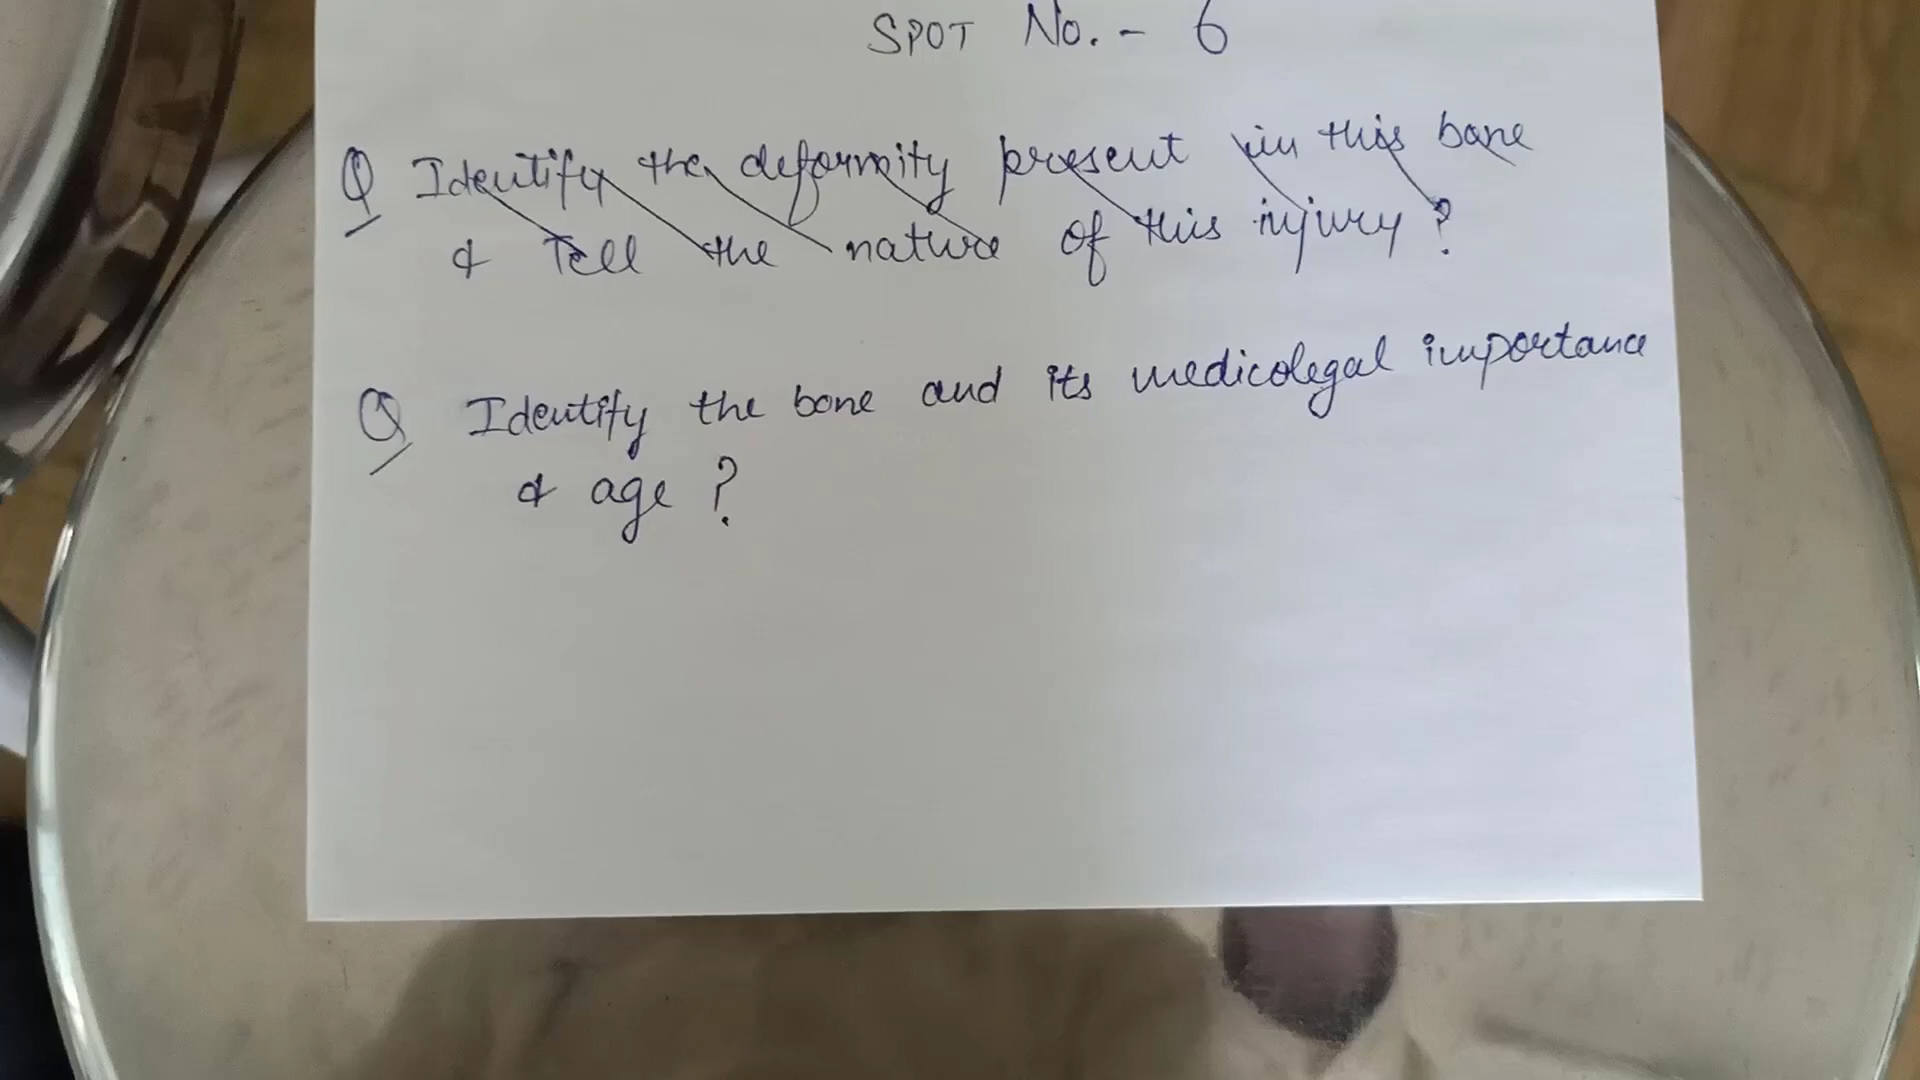 SPOT No. - 6
Q Identify the deformity present in this bone
& Tell the nature of this injury?
Q Identify the bone and its medicolegal importance
& age?